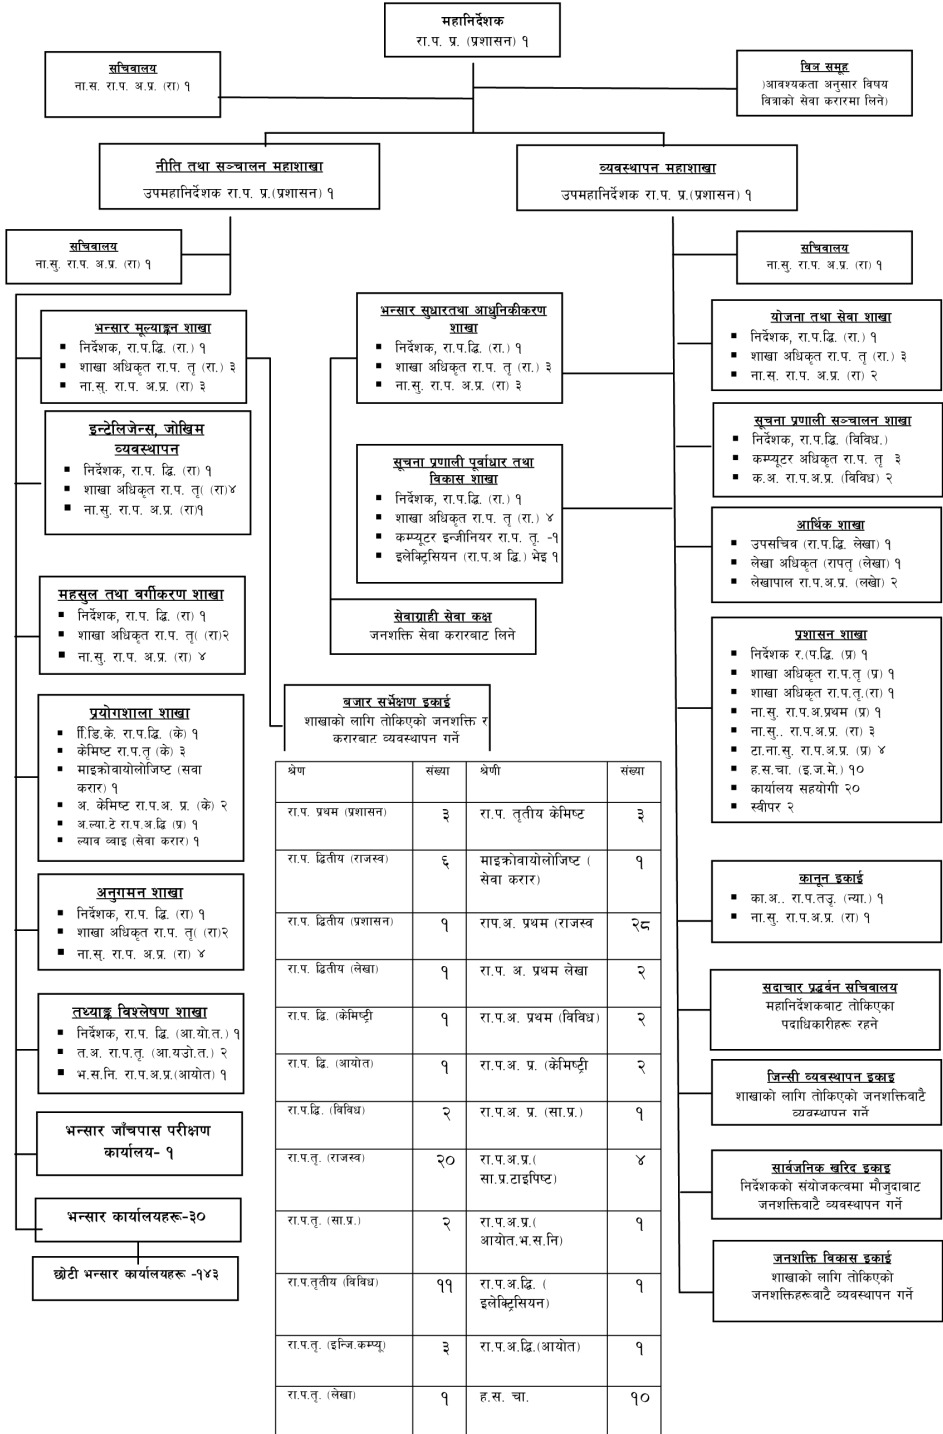 महानिर्देशक
रा.प. प्र. (प्रशासन) १
सचिवालय
ना.स. रा.प. अ.प्र. (रा) १
विज्ञ समूह
)आवश्यकता अनुसार विषय
विज्ञको सेवा करारमा लिने)
नीति तथा सञ्चालन महाशाखा
उपमहानिर्देशक रा.प. प्र.(प्रशासन) १
व्यवस्थापन महाशाखा
उपमहानिर्देशक रा.प. प्र.(प्रशासन) १
सचिवालय
ना.सु. रा.प. अ.प्र. (रा) १
सचिवालय
ना.सु. रा.प. अ.प्र. (रा) १
भन्सार मूल्याङ्कन शाखा
▪ निर्देशक, रा.प.द्वि. (रा.) १
▪ शाखा अधिकृत रा.प. तृ (रा.) ३
▪ ना.सु. रा.प. अ.प्र. (रा) ३
इन्टेलिजेन्स, जोखिम
व्यवस्थापन
▪ निर्देशक, रा.प. द्वि. (रा) १
▪ शाखा अधिकृत रा.प. तृ( (रा)४
▪ ना.सु. रा.प. अ.प्र. (रा)१
महसुल तथा वर्गीकरण शाखा
▪ निर्देशक, रा.प. द्वि. (रा) १
▪ शाखा अधिकृत रा.प. तृ( (रा)२
▪ ना.सु. रा.प. अ.प्र. (रा) ४
प्रयोगशाला शाखा
▪ सि.डि.के. रा.प.द्वि. (के) १
▪ केमिष्ट रा.प.तृ (के) ३
▪ माइक्रोवायोलोजिष्ट (सवा
करार) १
▪ अ. केमिष्ट रा.प.अ. प्र. (के) २
▪ अ.ल्या.टे रा.प.अ.द्वि (प्र) १
▪ ल्याव व्वाइ (सेवा करार) १
अनुगमन शाखा
▪ निर्देशक, रा.प. द्वि. (रा) १
▪ शाखा अधिकृत रा.प. तृ( (रा)२
▪ ना.सु. रा.प. अ.प्र. (रा) ४
तथ्याङ्क विश्लेषण शाखा
▪ निर्देशक, रा.प. द्वि. (आ.यो.त.) १
▪ त.अ. रा.प.तृ. (आ.यउो.त.) २
▪ भ.स.नि. रा.प.अ.प्र.(आयोत) १
भन्सार जाँचपास परीक्षण
कार्यालय- १
भन्सार कार्यालयहरू-३०
छोटी भन्सार कार्यालयहरू -१४३
भन्सार सुधारतथा आधुनिकीकरण
शाखा
▪ निर्देशक, रा.प.द्वि. (रा.) १
▪ शाखा अधिकृत रा.प. तृ (रा.) ३
▪ ना.सु. रा.प. अ.प्र. (रा) ३
सूचना प्रणाली पूर्वाधार तथा
विकास शाखा
▪ निर्देशक, रा.प.द्वि. (रा.) १
▪ शाखा अधिकृत रा.प. तृ (रा.) ४
▪ कम्प्यूटर इन्जीनियर रा.प. तृ. -१
▪ इलेक्ट्रिसियन (रा.प.अ द्वि.) भेइ १
सेवाग्राही सेवा कक्ष
जनशक्ति सेवा करारबाट लिने
बजार सर्भेक्षण इकाई
शाखाको लागि तोकिएको जनशक्ति र
करारबाट व्यवस्थापन गर्ने
योजना तथा सेवा शाखा
▪ निर्देशक, रा.प.द्वि. (रा.) १
▪ शाखा अधिकृत रा.प. तृ (रा.) ३
▪ ना.स्. रा.प. अ.प्र. (रा) २
सूचना प्रणाली सञ्चालन शाखा
▪ निर्देशक, रा.प.द्वि. (विविध.)
▪ कम्प्यूटर अधिकृत रा.प. तृ ३
▪ क.अ. रा.प.अ.प्र. (विविध) २
आर्थिक शाखा
▪ उपसचिव (रा.प.द्वि. लेखा) १
▪ लेखा अधिकृत (रापतृ (लेखा) १
▪ लेखापाल रा.प.अ.प्र. (लखेा) २
प्रशासन शाखा
▪ निर्देशक र.(प.द्वि. (प्र) १
▪ शाखा अधिकृत रा.प.तृ (प्र) १
▪ शाखा अधिकृत रा.प.तृ.(रा) १
▪ ना.सु. रा.प.अ.प्रथम (प्र) १
▪ ना.सु.. रा.प.अ.प्र. (रा) ३
▪ टा.ना.सु. रा.प.अ.प्र. (प्र) ४
▪ ह.स.चा. (इ.ज.मे.) १०
▪ कार्यालय सहयोगी २०
▪ स्वीपर २
कानून इकाई
▪ का.अ.. रा.प.तउृ. (न्या.) १
▪ ना.सु. रा.प.अ.प्र. (रा) १
सदाचार प्रद्धर्वन सचिवालय
महानिर्देशकबाट तोकिएका
पदाधिकारीहरू रहने
जिन्सी व्यवस्थापन इकाइ
शाखाको लागि तोकिएको जनशक्तिवाटै
व्यवस्थापन गर्ने
सार्वजनिक खरिद इकाइ
निर्देशकको संयोजकत्वमा मौजुदाबाट
जनशक्तिवाटै व्यवस्थापन गर्ने
जनशक्ति विकास इकाई
शाखाको लागि तोकिएको
जनशक्तिहरूवाटै व्यवस्थापन गर्ने
श्रेण संख्या श्रेणी संख्या
रा.प. प्रथम (प्रशासन) ३ रा.प. तृतीय केमिष्ट ३
रा.प. द्वितीय (राजस्व) ६ माइक्रोवायोलोजिष्ट (
सेवा करार) १
रा.प. द्वितीय (प्रशासन) १ राप.अ. प्रथम (राजस्व २८
रा.प. द्वितीय (लेखा) १ रा.प. अ. प्रथम लेखा २
रा.प. द्वि. (केमिष्ट्री १ रा.प.अ. प्रथम (विविध) २
रा.प. द्वि. (आयोत) १ रा.प.अ. प्र. (केमिष्ट्री २
रा.प.द्वि. (विविध) २ रा.प.अ. प्र. (सा.प्र.) १
रा.प.तृ. (राजस्व) २० रा.प.अ.प्र.(
सा.प्र.टाइपिष्ट) ४
रा.प.तृ. (सा.प्र.) २ रा.प.अ.प्र.(
आयोत.भ.स.नि) १
रा.प.तृतीय (विविध) ११ रा.प.अ.द्वि. (
इलेक्ट्रिसियन) १
रा.प.तृ. (इन्जि.कम्प्यू) ३ रा.प.अ.द्वि.(आयोत) १
रा.प.तृ. (लेखा) १ ह.स. चा. १०